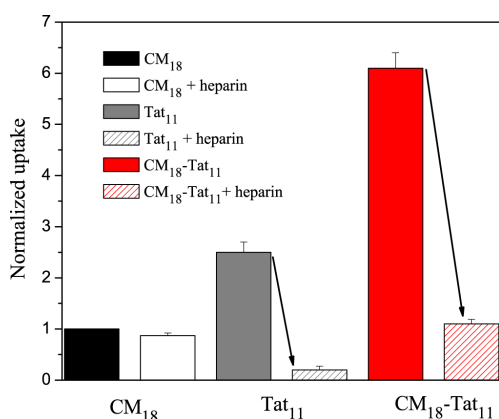 7
6
5
4
3
2
1
0
Normalized uptake
CM₁₈
CM₁₈ + heparin
Tat₁₁
Tat₁₁ + heparin
CM₁₈-Tat₁₁
CM₁₈-Tat₁₁+ heparin
CM₁₈ Tat₁₁ CM₁₈-Tat₁₁